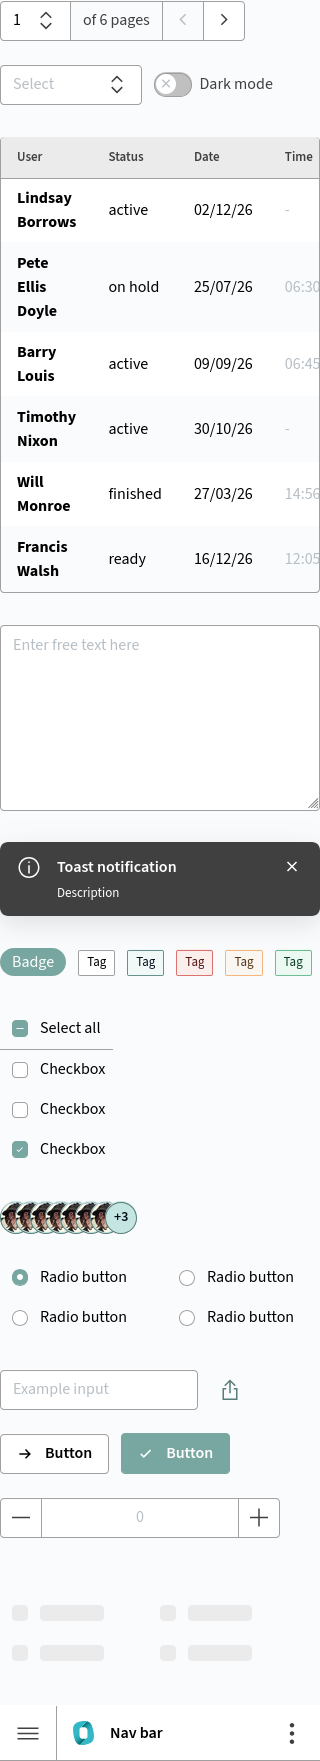 1 of 6 pages
Select Dark mode
User Status Date Time
Lindsay
Borrows active 02/12/26 -
Pete
Ellis
Doyle on hold 25/07/26 06:30
Barry
Louis active 09/09/26 06:45
Timothy
Nixon active 30/10/26 -
Will
Monroe finished 27/03/26 14:56
Francis
Walsh ready 16/12/26 12:05
Enter free text here
Toast notification
Description
Badge Tag Tag Tag Tag Tag
Select all
Checkbox
Checkbox
Checkbox
+3
Radio button Radio button
Radio button Radio button
Example input
Button Button
0
Nav bar